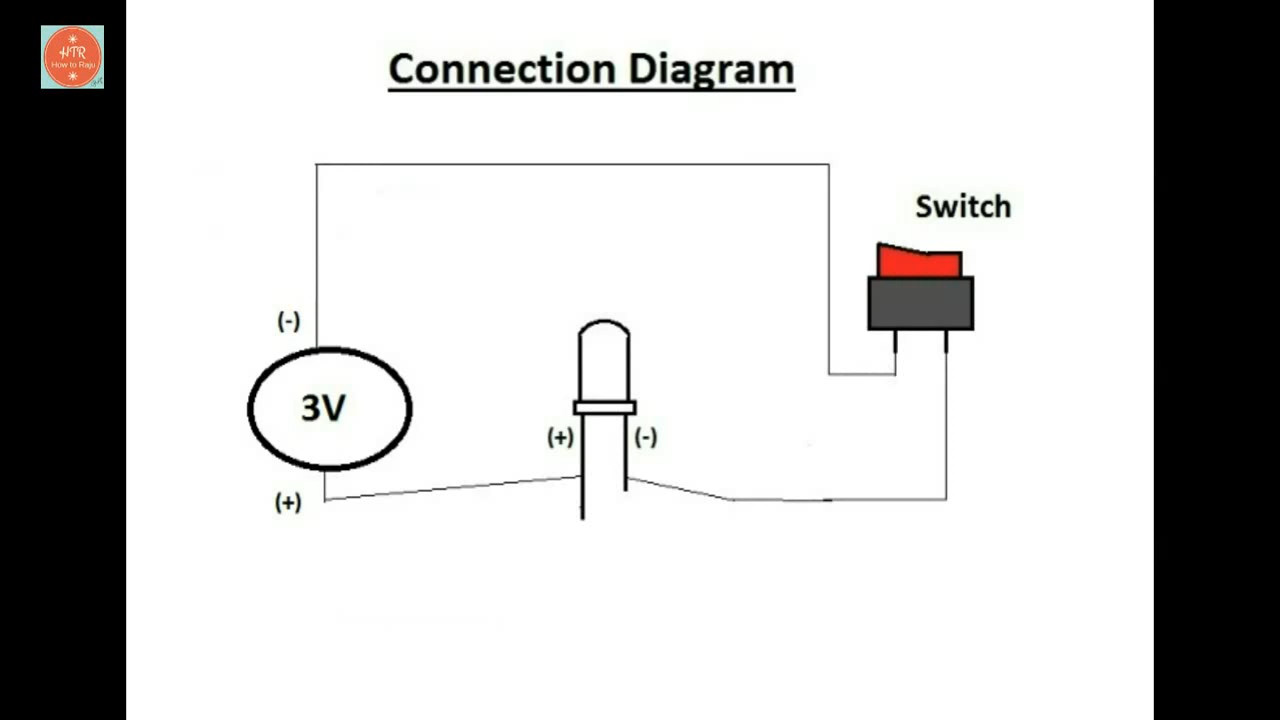 HTR
How to Raju
Connection Diagram
Switch
(-)
3V
(+)
(+)
(-)